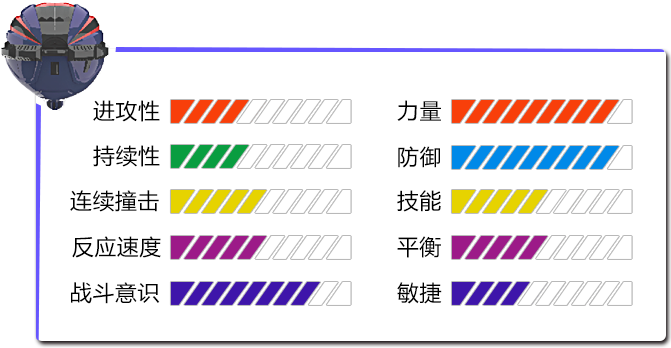 进攻性 力量
持续性 防御
连续撞击 技能
反应速度 平衡
战斗意识 敏捷